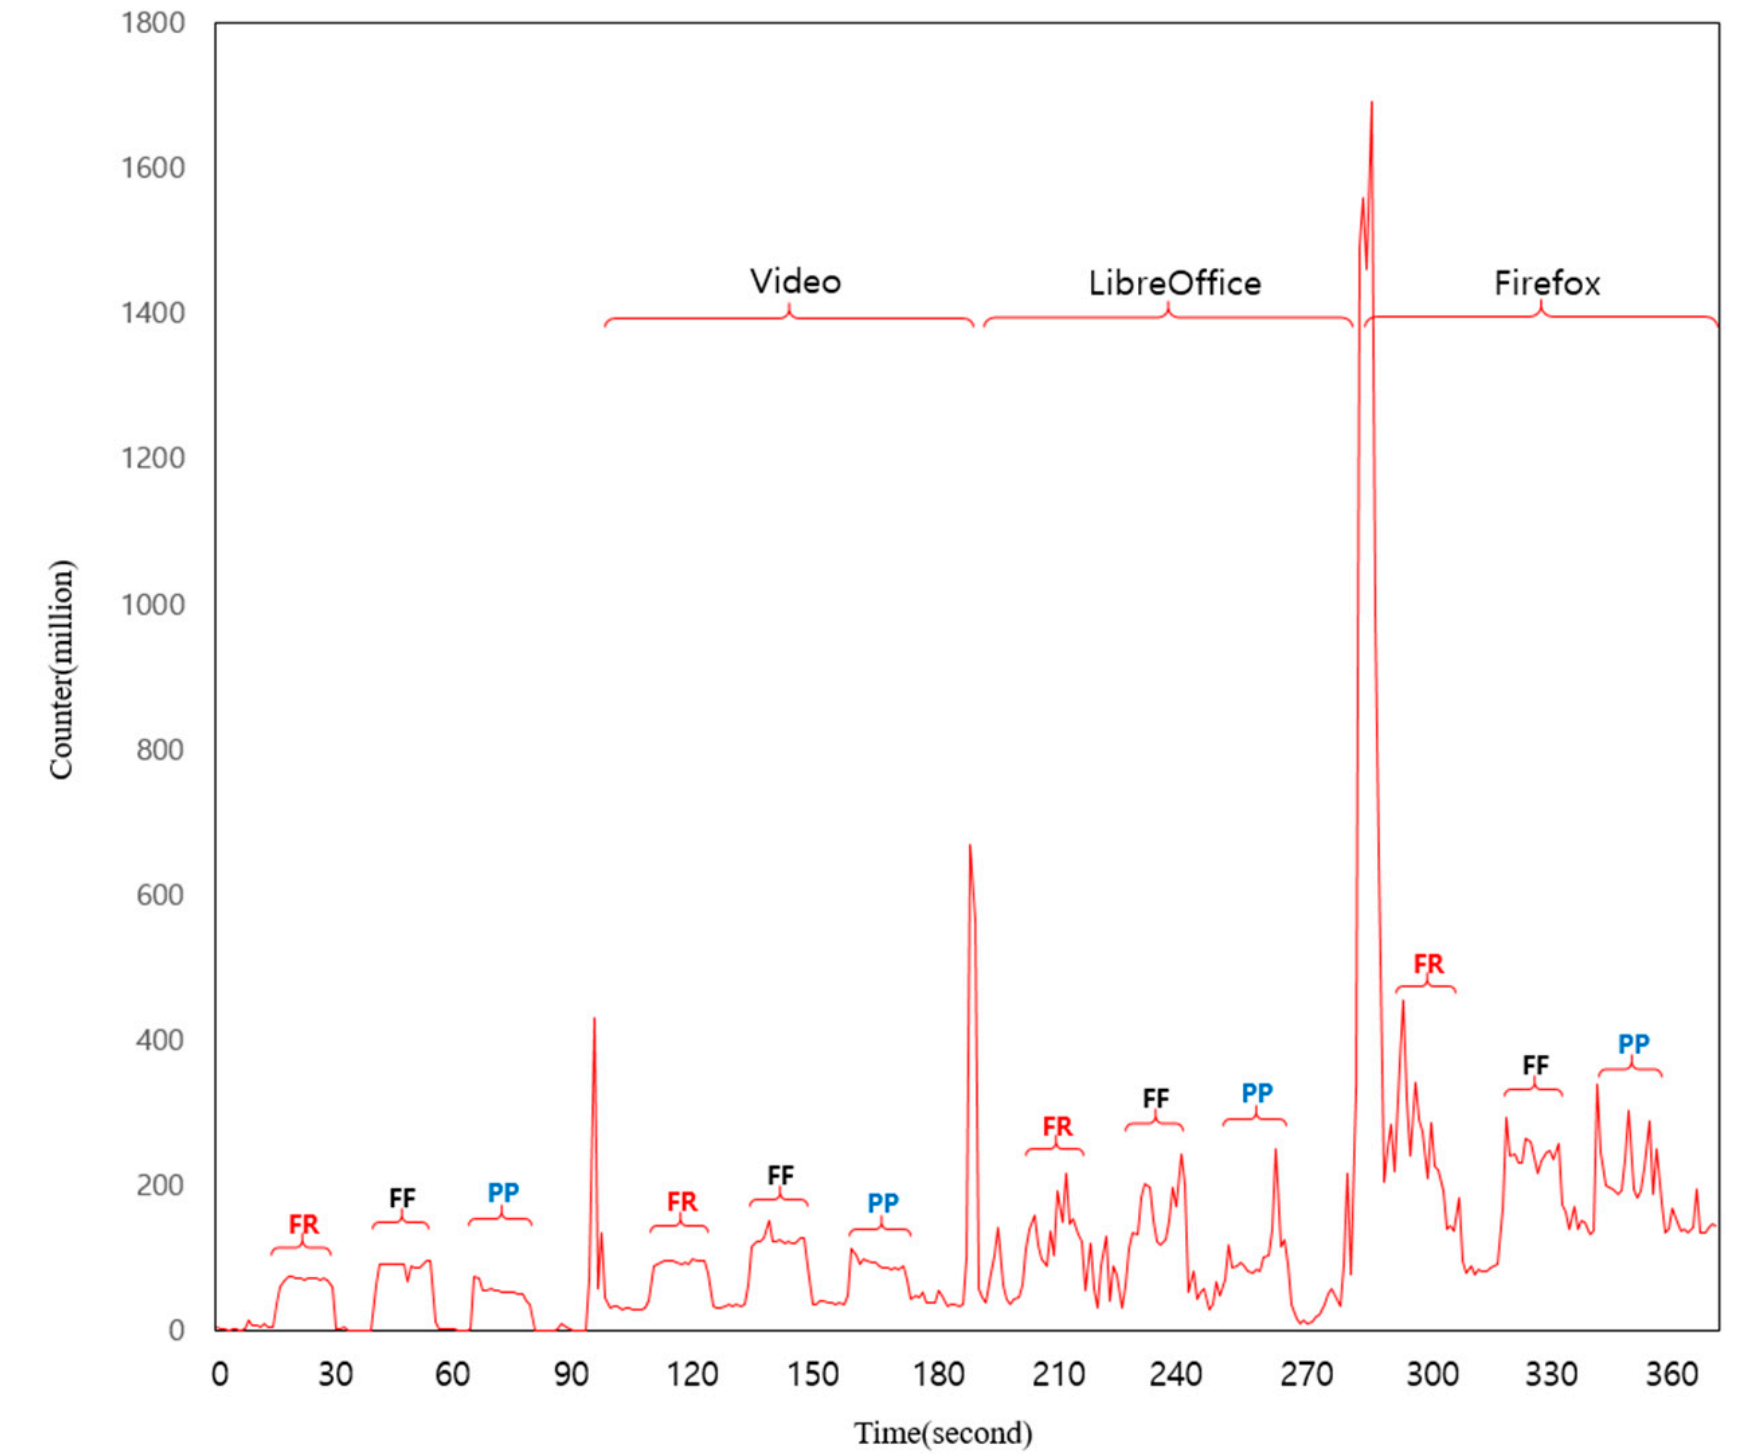 1800
1600
1400
1200
1000
800
600
400
200
0
Counter(million)
Video
LibreOffice
Firefox
FR
FF
PP
FR
FF
PP
FR
FF
PP
FR
FF
PP
0 30 60 90 120 150 180 210 240 270 300 330 360
Time(second)